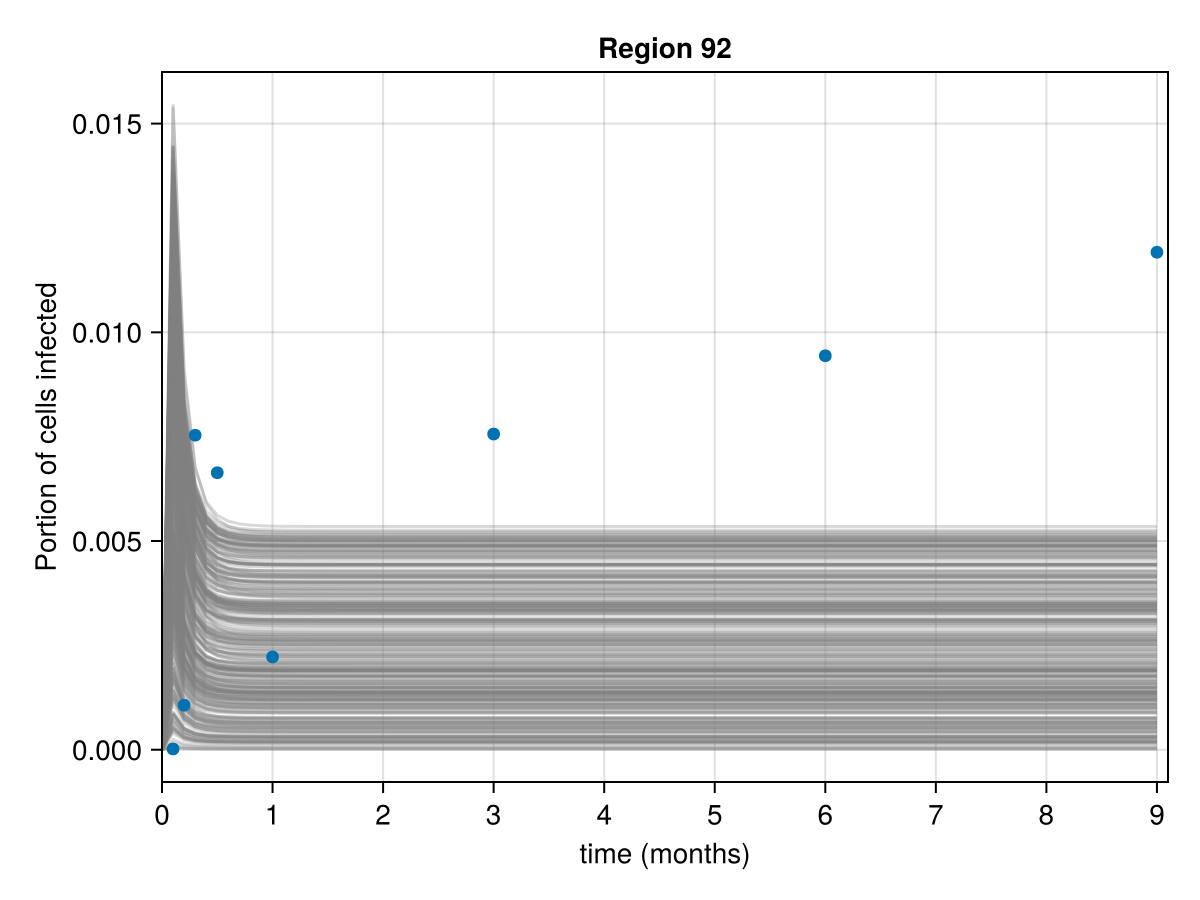 Region 92
Portion of cells infected
0.015
0.010
0.005
0.000
0 1 2 3 4 5 6 7 8 9
time (months)